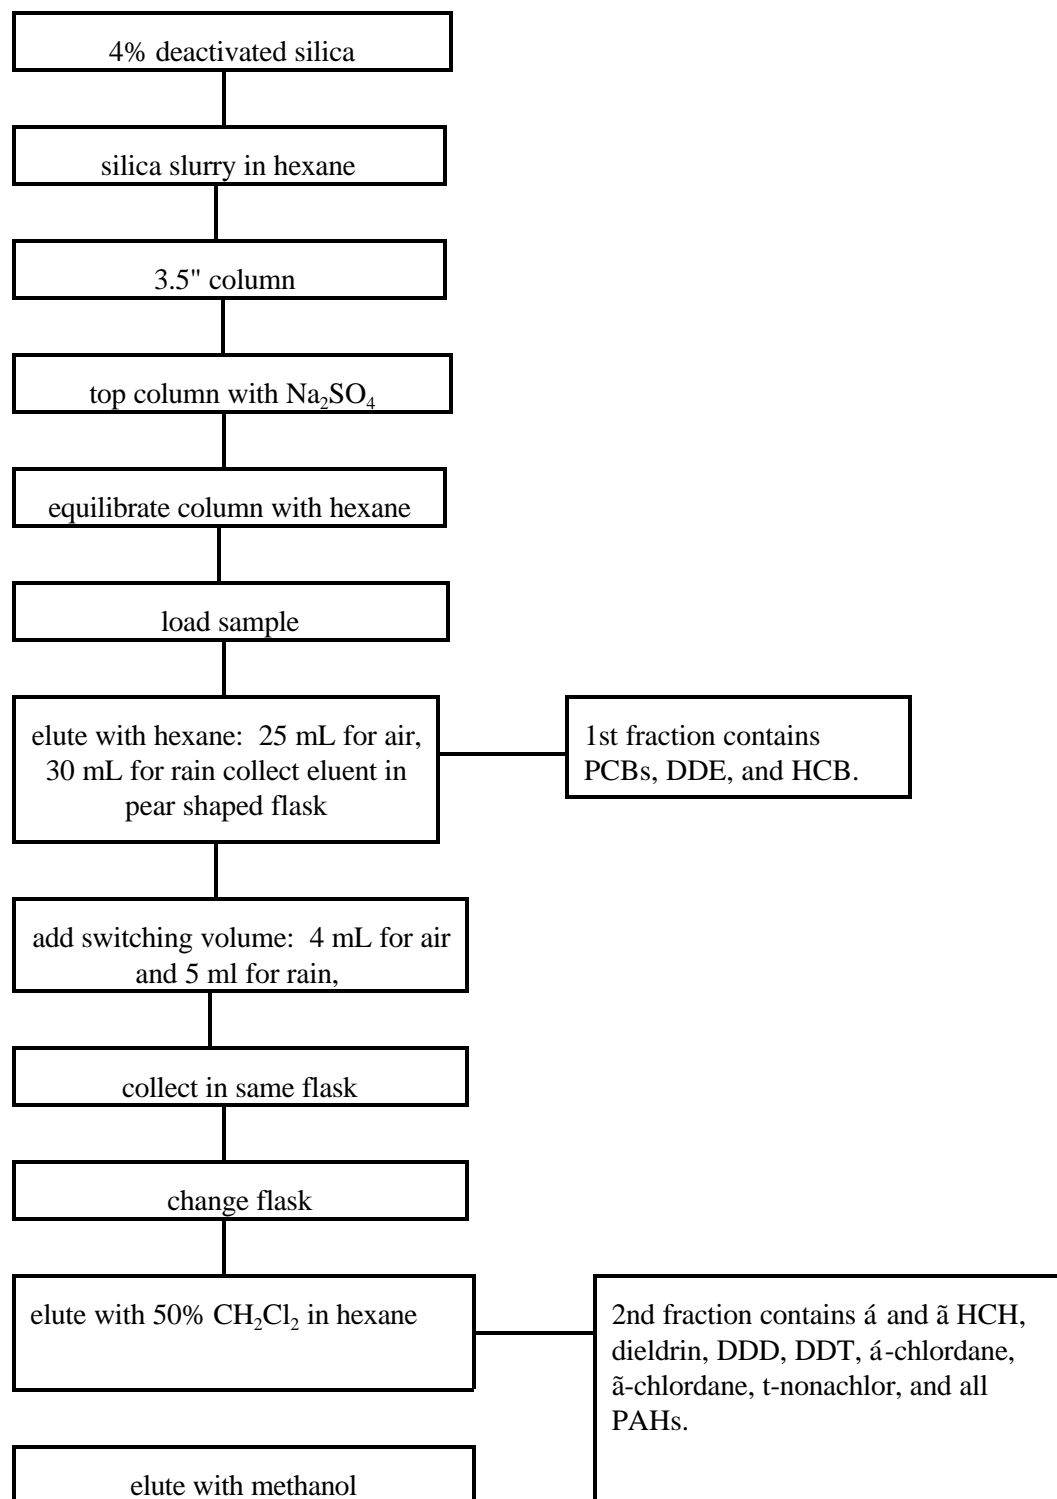 4% deactivated silica
silica slurry in hexane
3.5" column
top column with Na₂SO₄
equilibrate column with hexane
load sample
elute with hexane:  25 mL for air,
30 mL for rain collect eluent in
pear shaped flask
1st fraction contains
PCBs, DDE, and HCB.
add switching volume:  4 mL for air
and 5 ml for rain,
collect in same flask
change flask
elute with 50% CH₂Cl₂ in hexane
2nd fraction contains á and ã HCH,
dieldrin, DDD, DDT, á-chlordane,
ã-chlordane, t-nonachlor, and all
PAHs.
elute with methanol